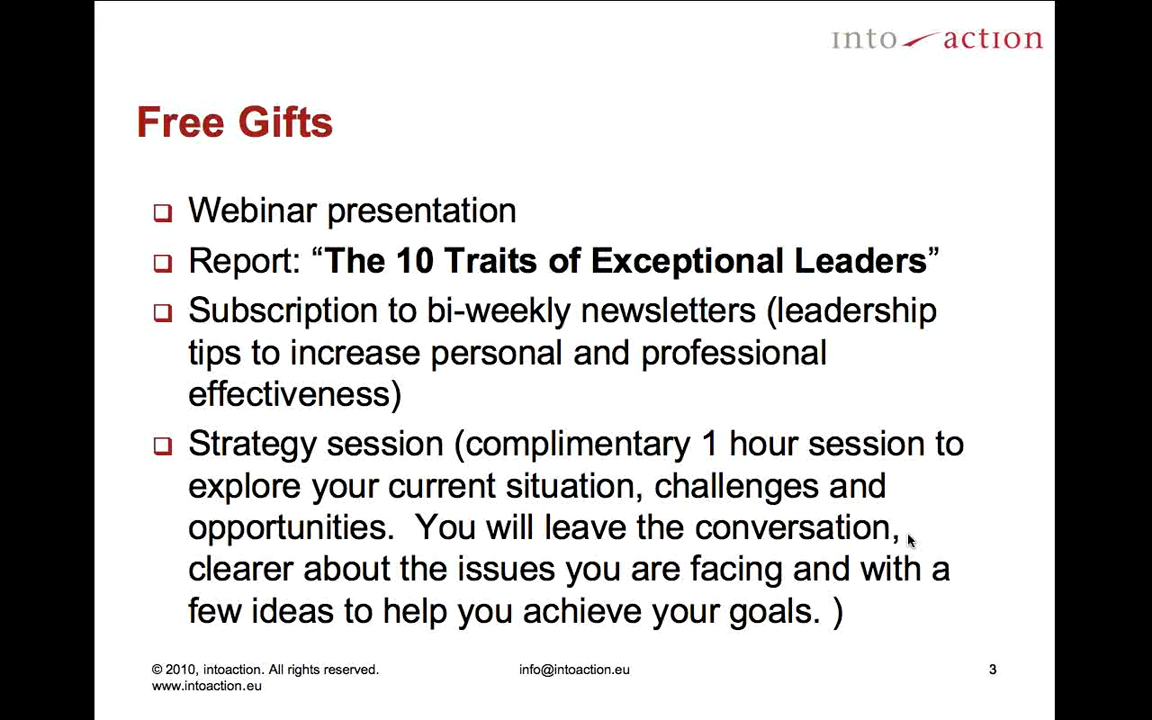 into action
Free Gifts
❑ Webinar presentation
❑ Report: “The 10 Traits of Exceptional Leaders”
❑ Subscription to bi-weekly newsletters (leadership
tips to increase personal and professional
effectiveness)
❑ Strategy session (complimentary 1 hour session to
explore your current situation, challenges and
opportunities.  You will leave the conversation,
clearer about the issues you are facing and with a
few ideas to help you achieve your goals. )
© 2010, intoaction. All rights reserved.
www.intoaction.eu
info@intoaction.eu
3